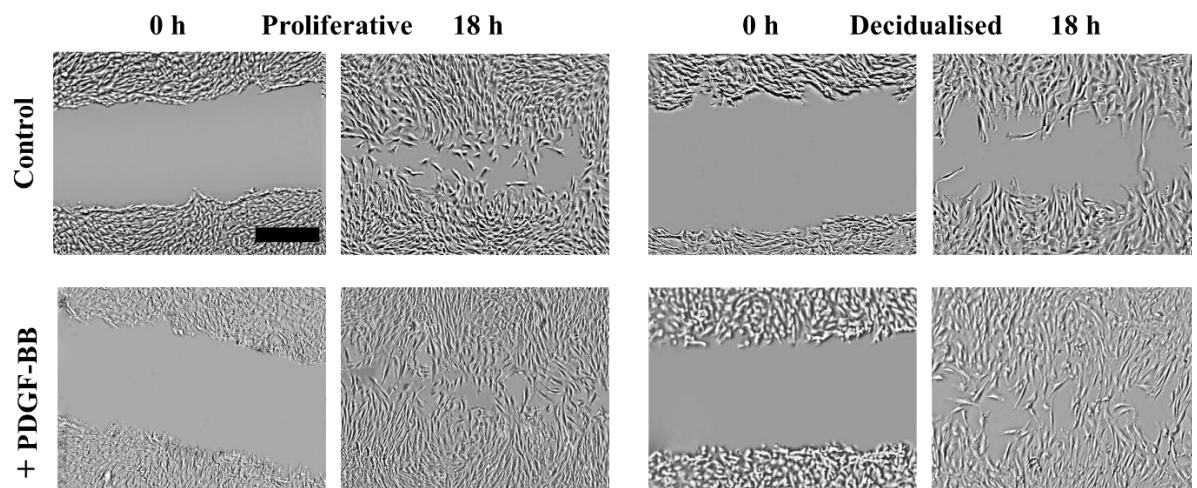 0 h Proliferative 18 h 0 h Decidualised 18 h
Control
+ PDGF-BB